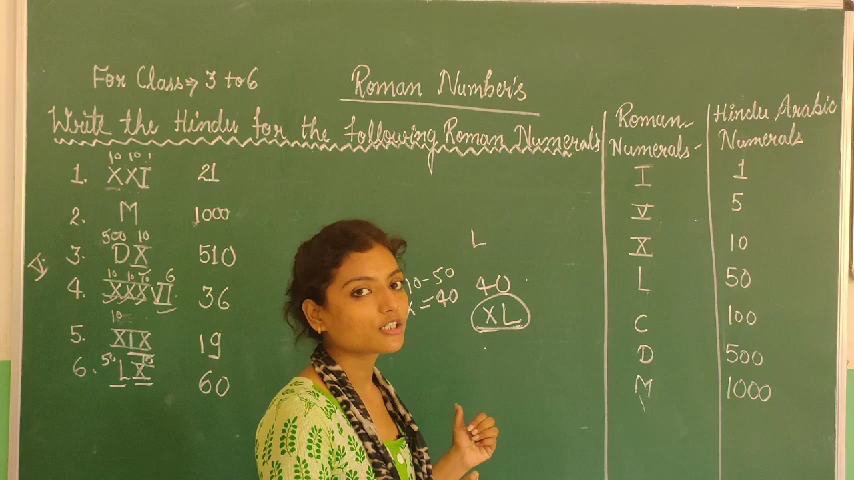 For Class → 3 to 6
Roman Number's
Write the Hindu for the following Roman Numerals
10 10 1
1. XXI 21
2. M 1000
500 10
3. DX 510
V
10 10 10 6
4. XXXVI 36
10
5. XIX 19
50 10
6. LX 60
L
10-50 40
=40 XL
Roman Numerals - Hindu Arabic Numerals
I 1
V 5
X 10
L 50
C 100
D 500
M 1000